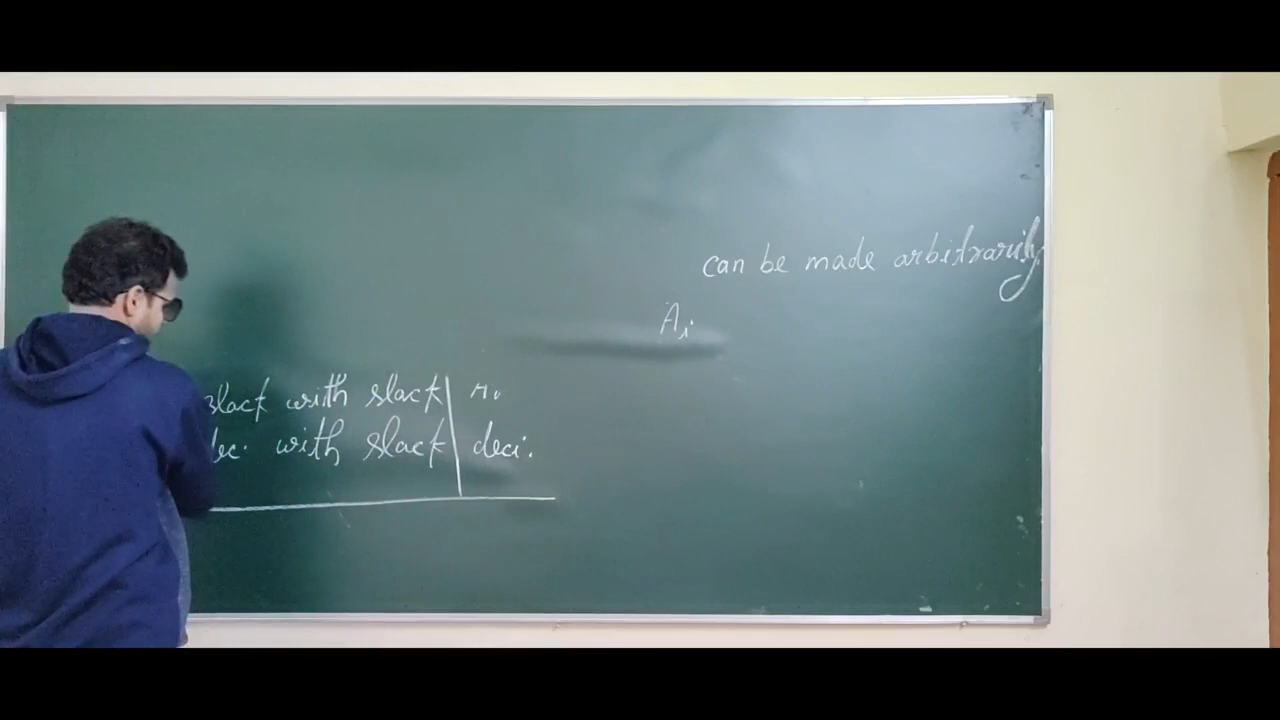 can be made arbitrarily
Ai
slack with slack
dec. with slack deci.